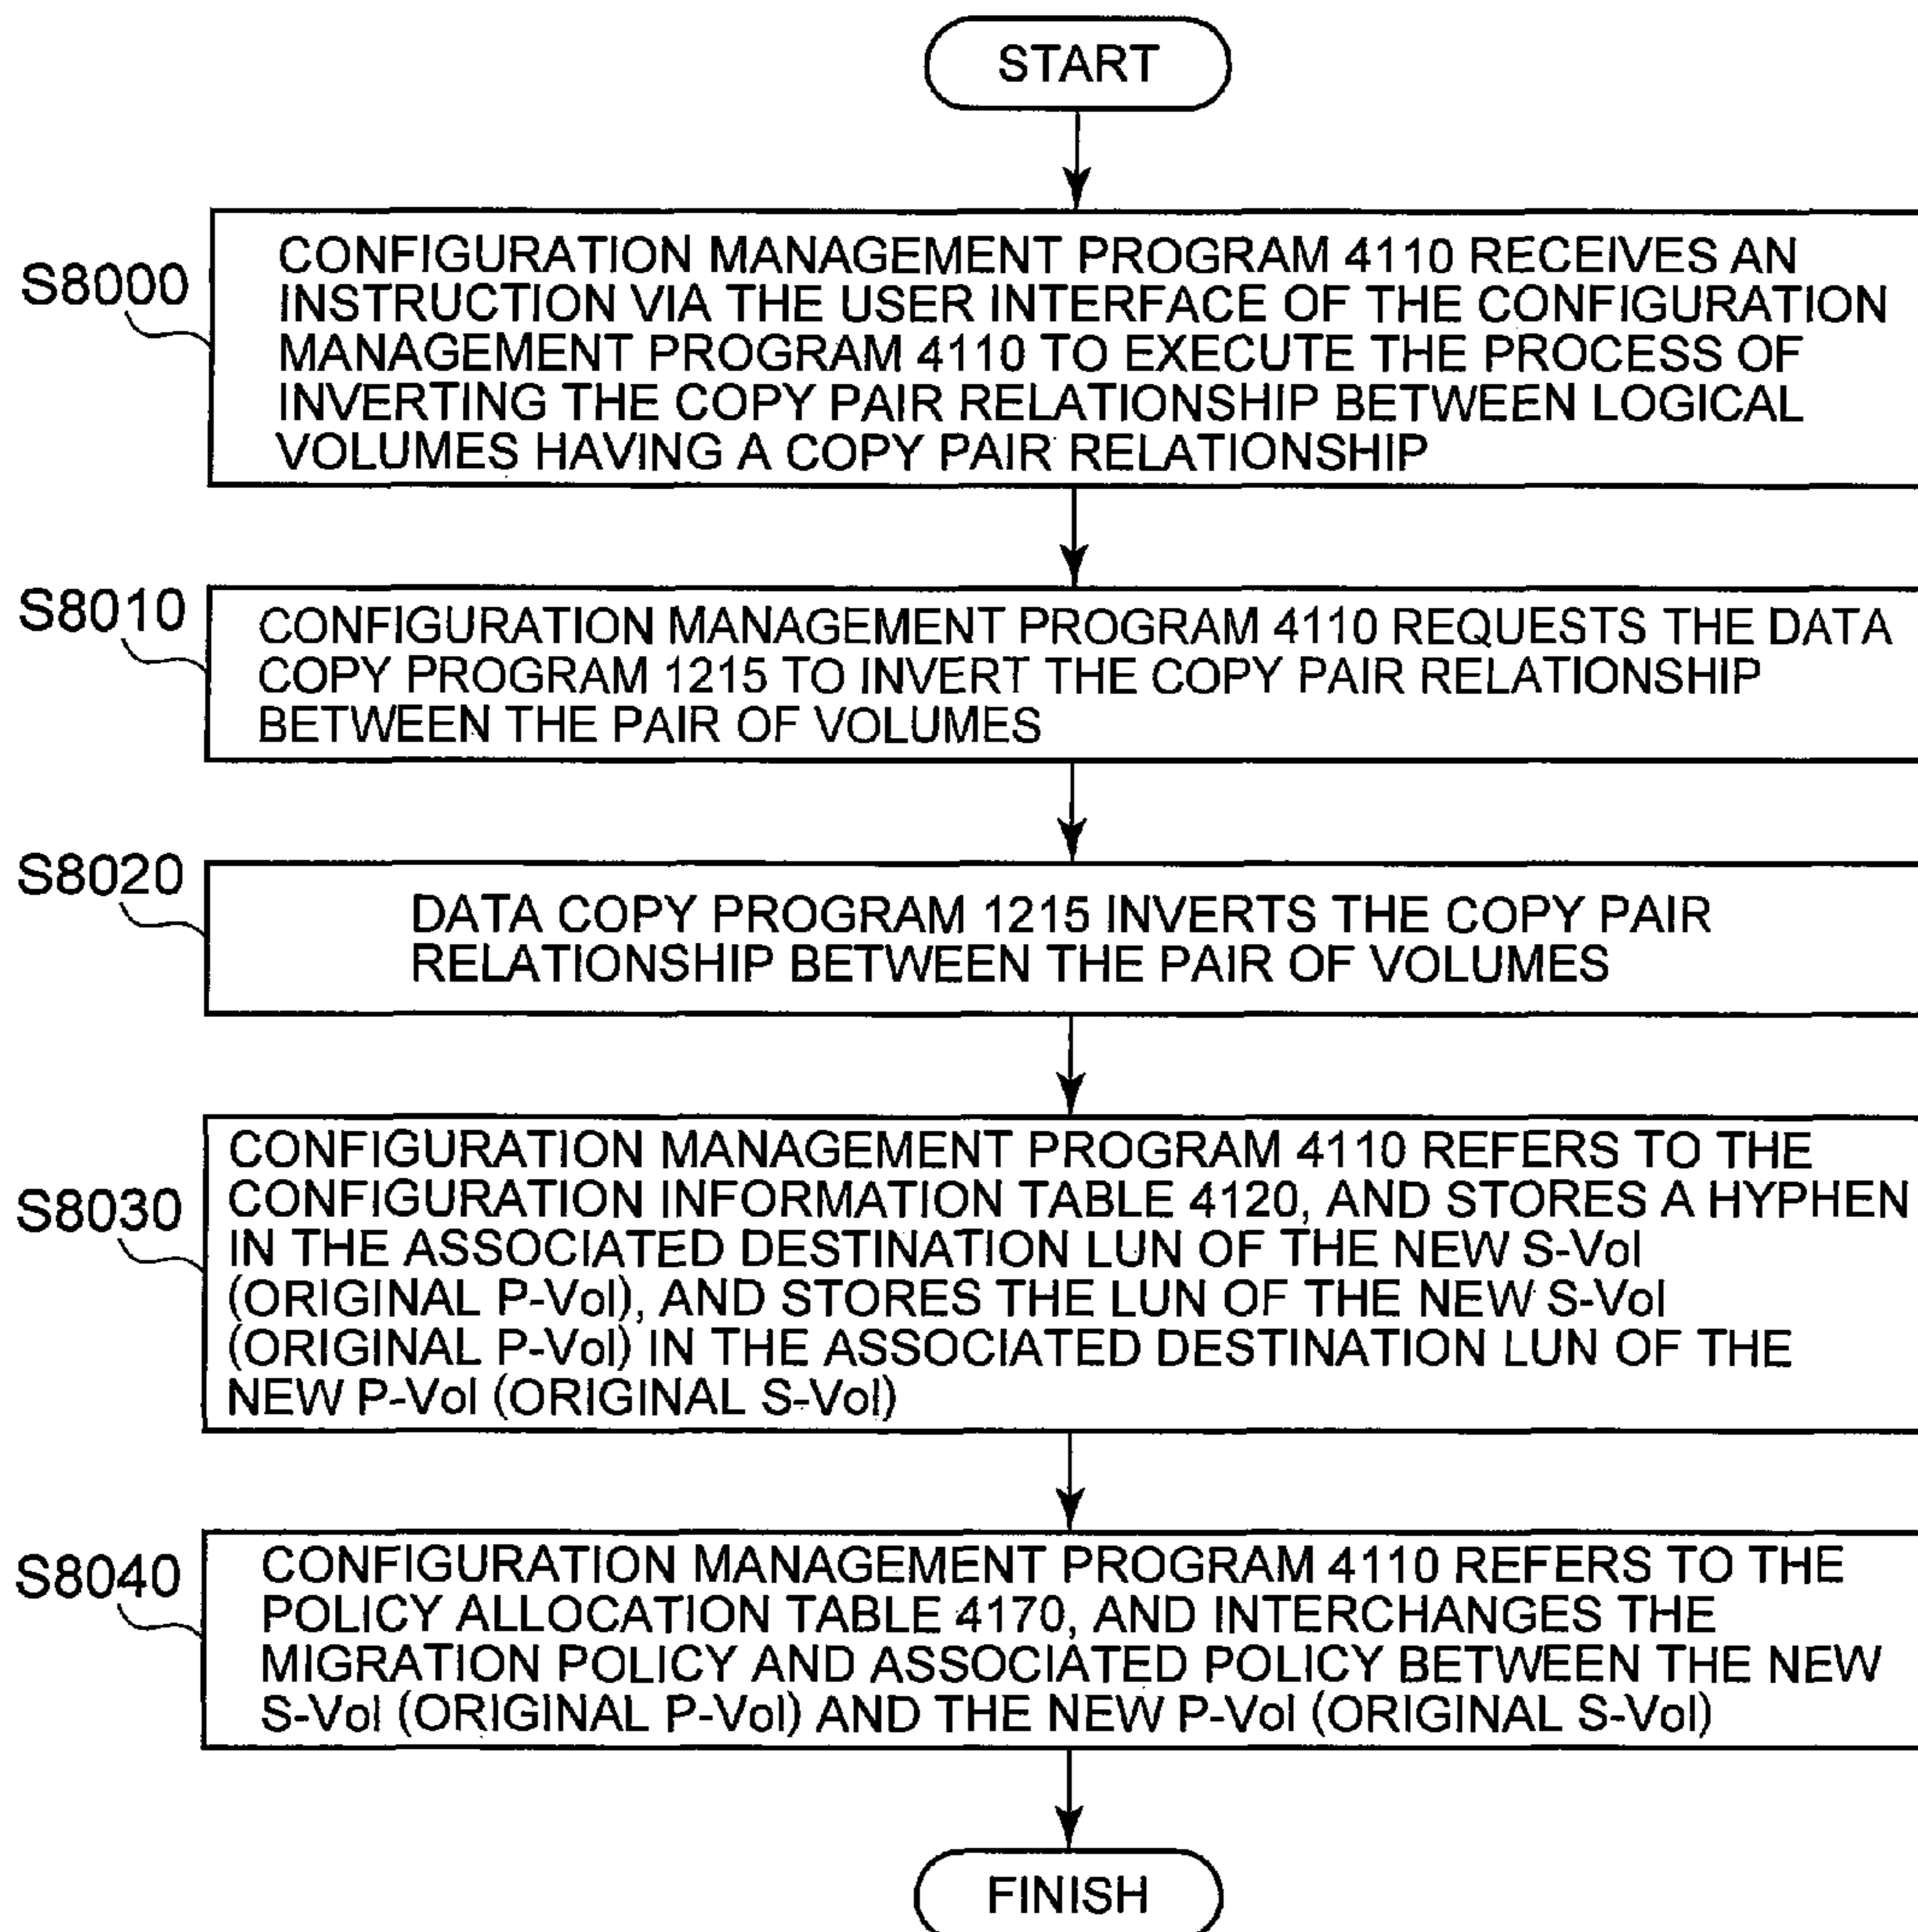 START
S8000
CONFIGURATION MANAGEMENT PROGRAM 4110 RECEIVES AN
INSTRUCTION VIA THE USER INTERFACE OF THE CONFIGURATION
MANAGEMENT PROGRAM 4110 TO EXECUTE THE PROCESS OF
INVERTING THE COPY PAIR RELATIONSHIP BETWEEN LOGICAL
VOLUMES HAVING A COPY PAIR RELATIONSHIP
S8010
CONFIGURATION MANAGEMENT PROGRAM 4110 REQUESTS THE DATA
COPY PROGRAM 1215 TO INVERT THE COPY PAIR RELATIONSHIP
BETWEEN THE PAIR OF VOLUMES
S8020
DATA COPY PROGRAM 1215 INVERTS THE COPY PAIR
RELATIONSHIP BETWEEN THE PAIR OF VOLUMES
S8030
CONFIGURATION MANAGEMENT PROGRAM 4110 REFERS TO THE
CONFIGURATION INFORMATION TABLE 4120, AND STORES A HYPHEN
IN THE ASSOCIATED DESTINATION LUN OF THE NEW S-Vol
(ORIGINAL P-Vol), AND STORES THE LUN OF THE NEW S-Vol
(ORIGINAL P-Vol) IN THE ASSOCIATED DESTINATION LUN OF THE
NEW P-Vol (ORIGINAL S-Vol)
S8040
CONFIGURATION MANAGEMENT PROGRAM 4110 REFERS TO THE
POLICY ALLOCATION TABLE 4170, AND INTERCHANGES THE
MIGRATION POLICY AND ASSOCIATED POLICY BETWEEN THE NEW
S-Vol (ORIGINAL P-Vol) AND THE NEW P-Vol (ORIGINAL S-Vol)
FINISH